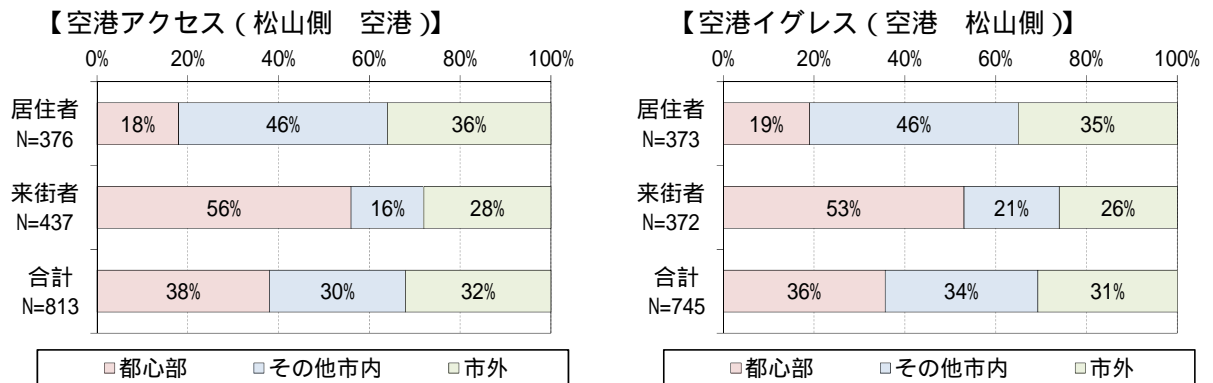 【空港アクセス（松山側　空港）】
0% 20% 40% 60% 80% 100%
居住者
N=376
18% 46% 36%
来街者
N=437
56% 16% 28%
合計
N=813
38% 30% 32%
都心部 その他市内 市外
【空港イグレス（空港　松山側）】
0% 20% 40% 60% 80% 100%
居住者
N=373
19% 46% 35%
来街者
N=372
53% 21% 26%
合計
N=745
36% 34% 31%
都心部 その他市内 市外